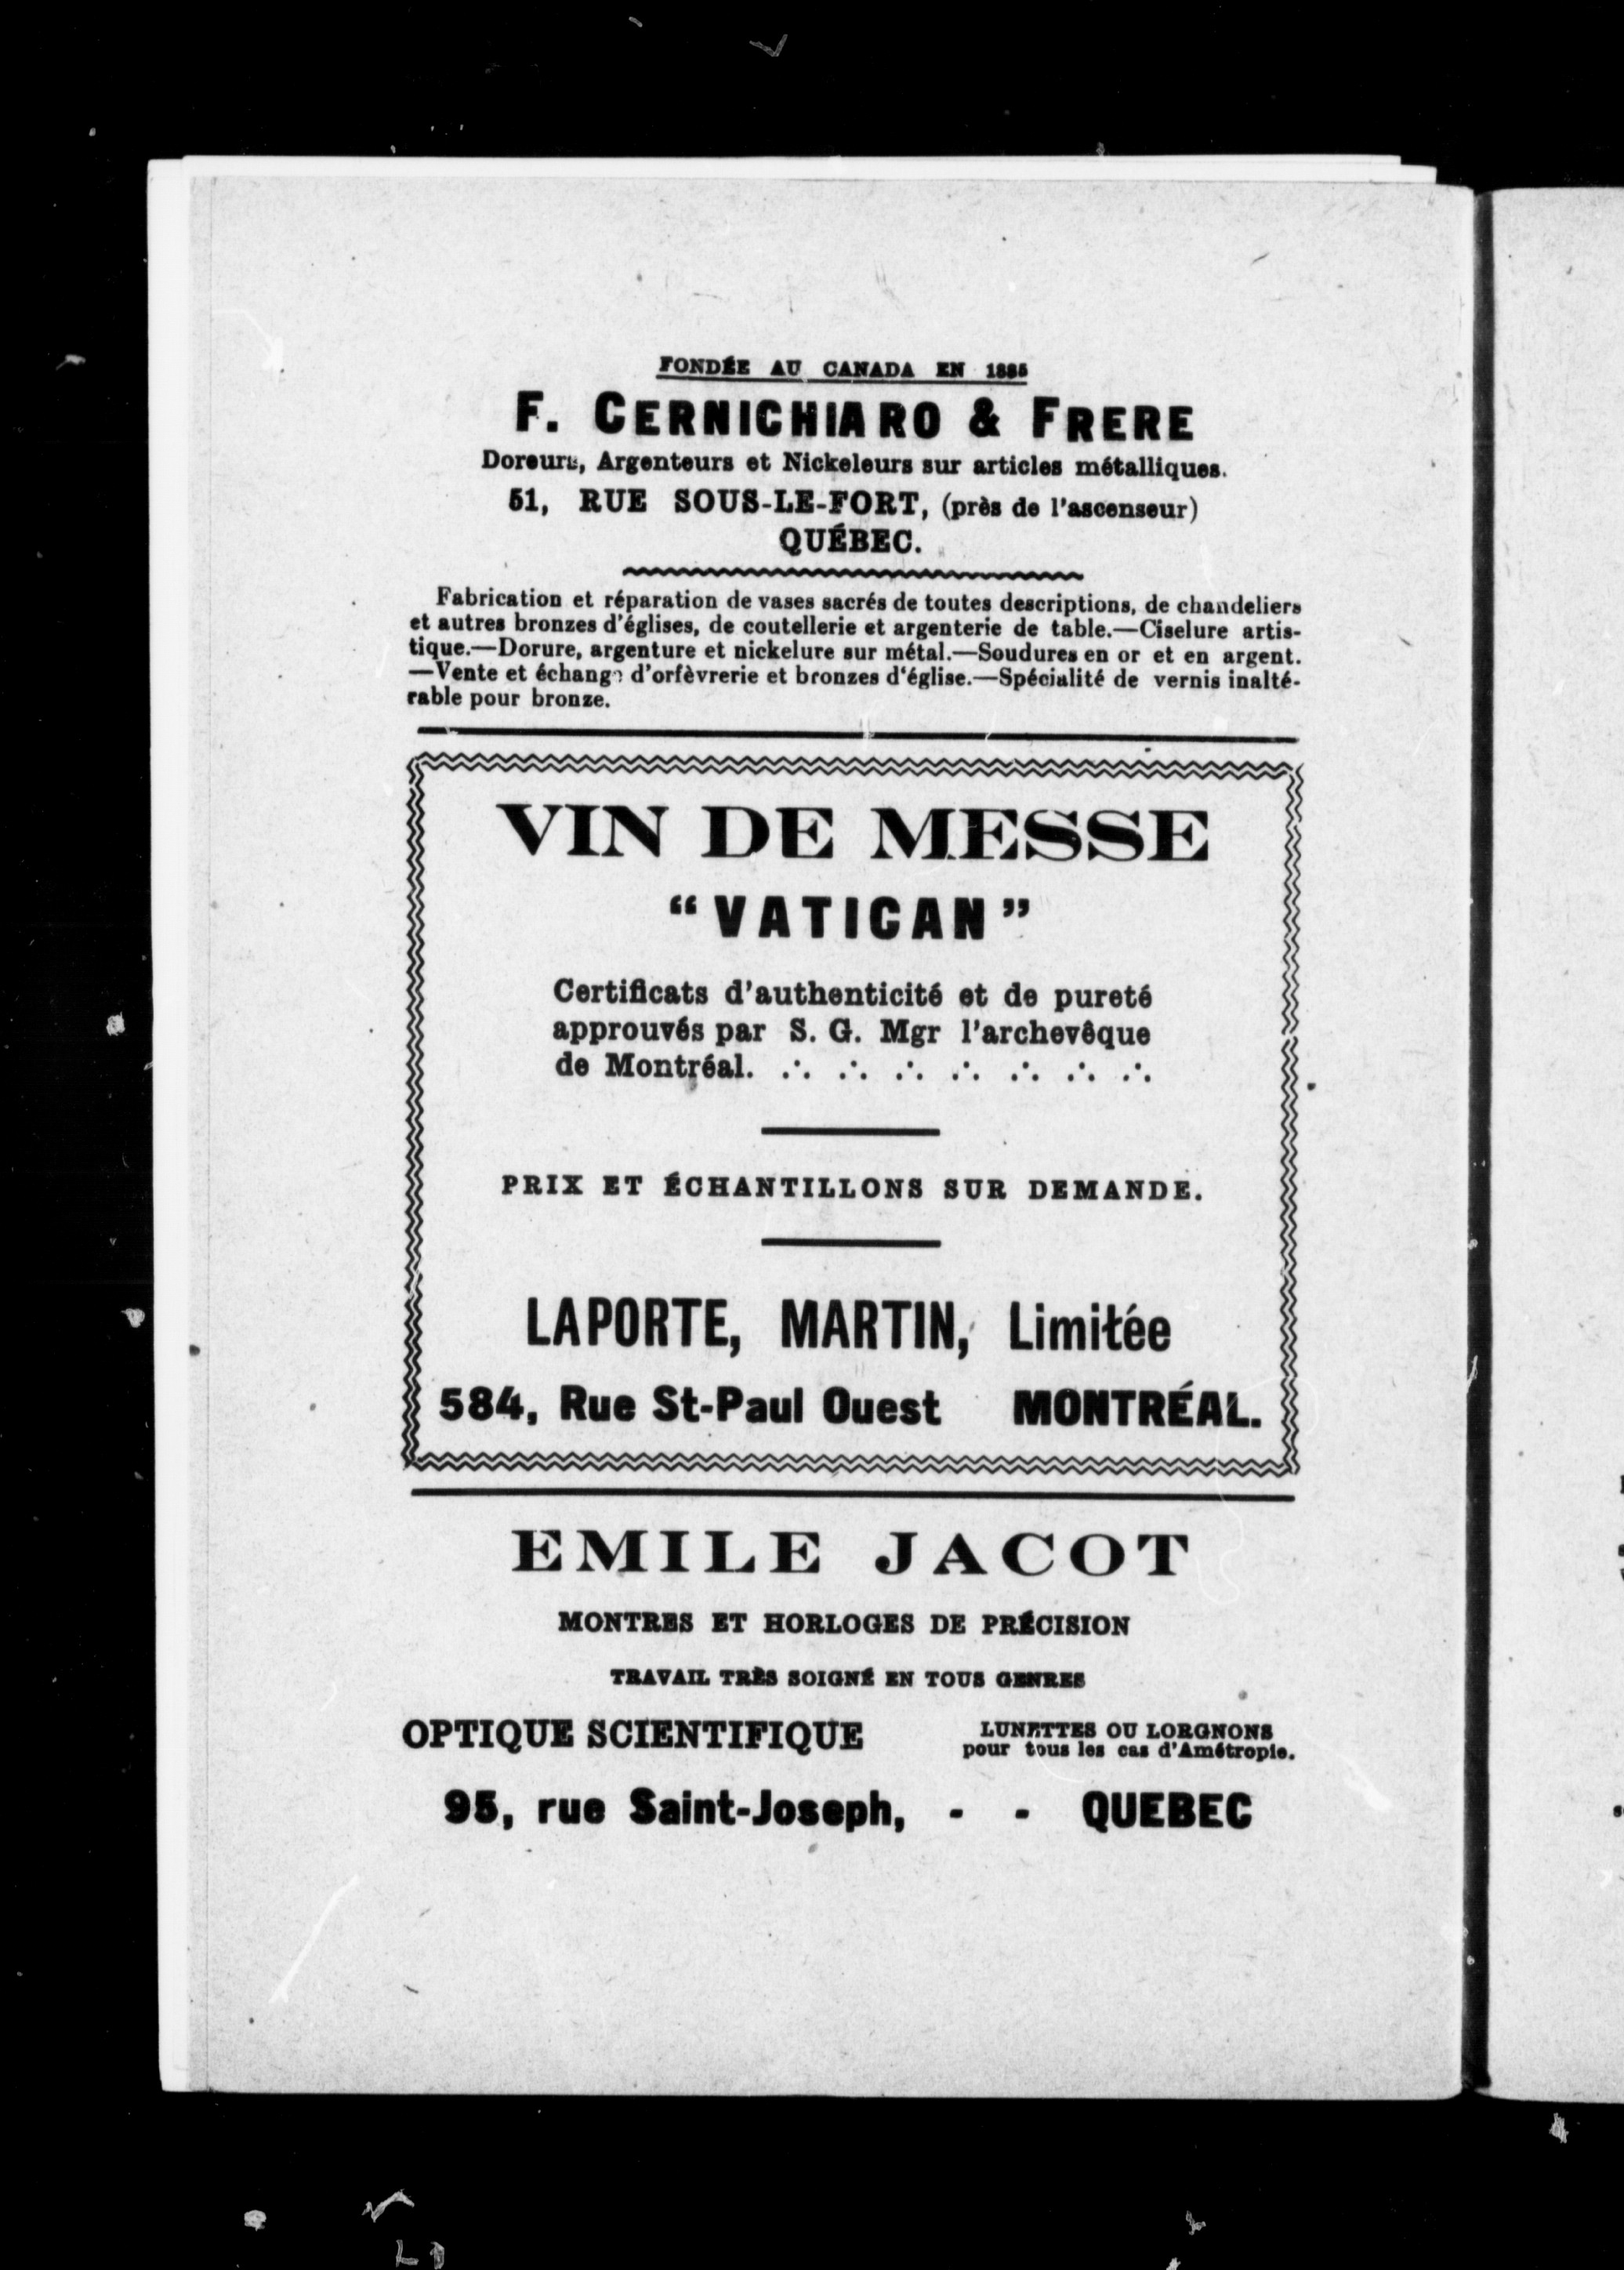 FONDÉE AU CANADA EN 1885
F. CERNICHIARO & FRERE
Doreurs, Argenteurs et Nickeleurs sur articles métalliques.
51, RUE SOUS-LE-FORT, (près de l'ascenseur)
QUÉBEC.
Fabrication et réparation de vases sacrés de toutes descriptions, de chandeliers
et autres bronzes d'églises, de coutellerie et argenterie de table.—Ciselure artis-
tique.—Dorure, argenture et nickelure sur métal.—Soudures en or et en argent.
—Vente et échange d'orfèvrerie et bronzes d'église.—Spécialité de vernis inalté-
rable pour bronze.
VIN DE MESSE
"VATICAN"
Certificats d'authenticité et de pureté
approuvés par S. G. Mgr l'archevêque
de Montréal. ∴ ∴ ∴ ∴ ∴ ∴ ∴
PRIX ET ÉCHANTILLONS SUR DEMANDE.
LAPORTE, MARTIN, Limitée
584, Rue St-Paul Ouest MONTRÉAL.
EMILE JACOT
MONTRES ET HORLOGES DE PRÉCISION
TRAVAIL TRÈS SOIGNÉ EN TOUS GENRES
OPTIQUE SCIENTIFIQUE
LUNETTES OU LORGNONS
pour tous les cas d'Amétropie.
95, rue Saint-Joseph, - - QUEBEC